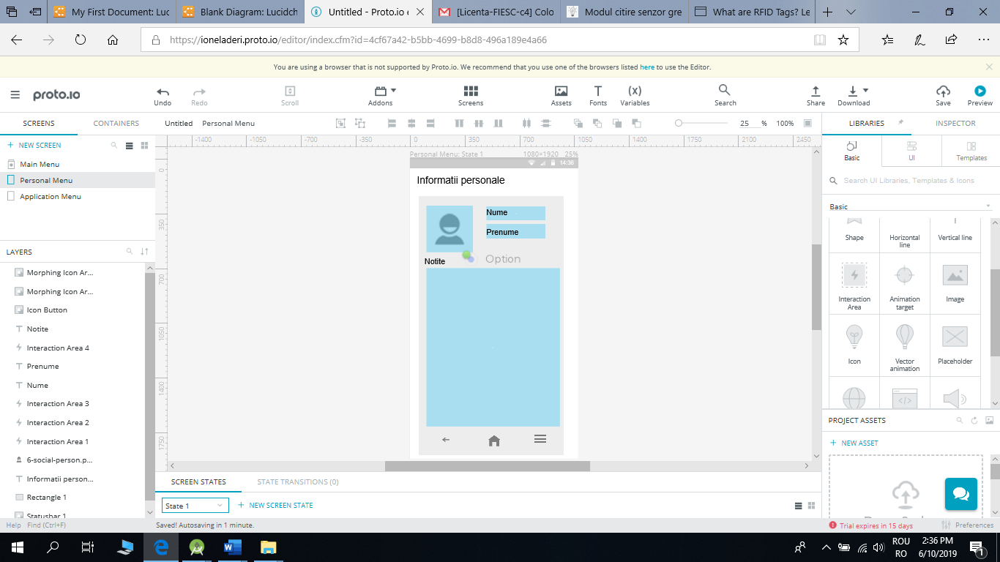 My First Document: Luc
Blank Diagram: Lucidch
Untitled - Proto.io e
[Licenta-FIESC-c4] Colo
Modul citire senzor gre
What are RFID Tags? Le
https://ioneladeri.proto.io/editor/index.cfm?id=4cf67a42-b5bb-4699-b8d8-496a189e4a66
You are using a browser that is not supported by Proto.io. We recommend that you use one of the browsers listed here to use the Editor.
proto.io
Undo
Redo
Scroll
Addons
Screens
Assets
Fonts
(x)
Variables
Search
Share
Download
Save
Preview
SCREENS
CONTAINERS
Untitled
Personal Menu
25 %
100%
LIBRARIES
INSPECTOR
+ NEW SCREEN
Main Menu
Personal Menu
Application Menu
-1400 -1050 -700 -350 0 350 700 1050 1400 1750 2100 2450
0
350
700
1050
1400
1750
Personal Menu: State 1
1080×1920 25%
14:36
Informatii personale
Nume
Prenume
Notite
Option
LAYERS
Morphing Icon Ar...
Morphing Icon Ar...
Icon Button
Notite
Interaction Area 4
Prenume
Nume
Interaction Area 3
Interaction Area 2
Interaction Area 1
6-social-person.p...
Informatii person...
Rectangle 1
Statusbar 1
Basic
UI
Templates
Search UI Libraries, Templates & Icons
Basic
Shape
Horizontal line
Vertical line
Interaction Area
Animation target
Image
Icon
Vector animation
Placeholder
PROJECT ASSETS
+ NEW ASSET
SCREEN STATES
STATE TRANSITIONS (0)
State 1
+ NEW SCREEN STATE
Help
Find (Ctrl+F)
Saved! Autosaving in 1 minute.
Trial expires in 15 days
Preferences
ROU
RO
2:36 PM
6/10/2019
1